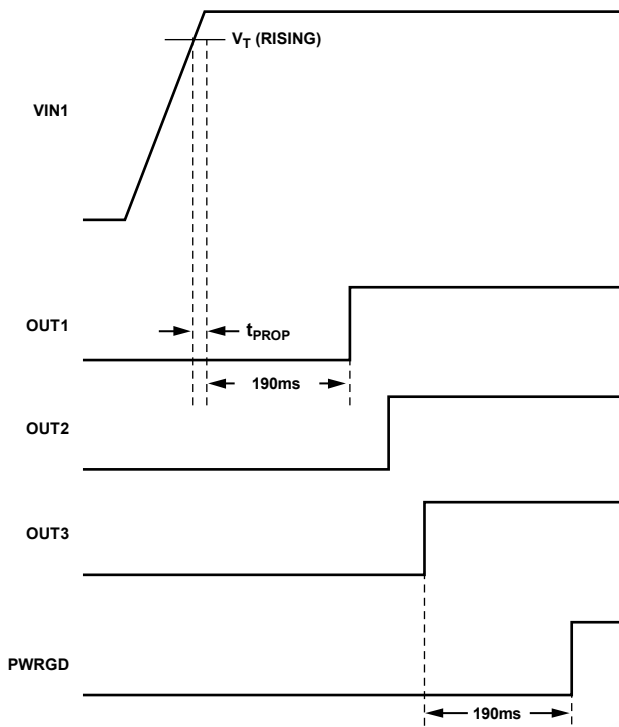 V_T (RISING)
VIN1
OUT1
t_PROP
190ms
OUT2
OUT3
PWRGD
190ms